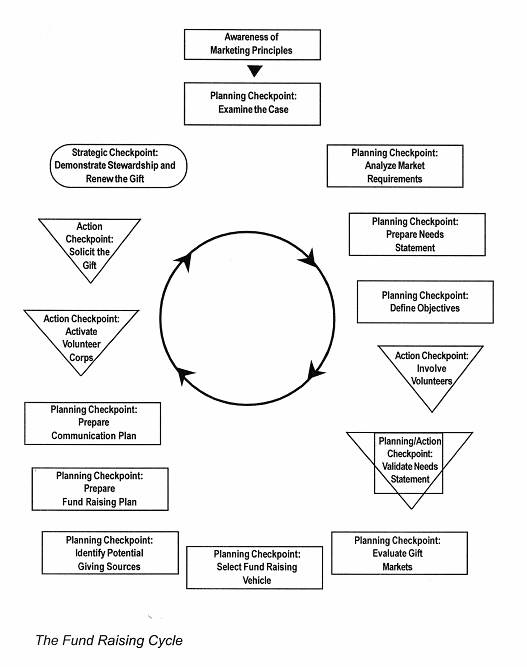 Awareness of
Marketing Principles
Planning Checkpoint:
Examine the Case
Planning Checkpoint:
Analyze Market
Requirements
Planning Checkpoint:
Prepare Needs
Statement
Planning Checkpoint:
Define Objectives
Action Checkpoint:
Involve
Volunteers
Planning/Action
Checkpoint:
Validate Needs
Statement
Planning Checkpoint:
Evaluate Gift
Markets
Planning Checkpoint:
Select Fund Raising
Vehicle
Planning Checkpoint:
Identify Potential
Giving Sources
Planning Checkpoint:
Prepare
Fund Raising Plan
Planning Checkpoint:
Prepare
Communication Plan
Action Checkpoint:
Activate
Volunteer
Corps
Action
Checkpoint:
Solicit the
Gift
Strategic Checkpoint:
Demonstrate Stewardship and
Renew the Gift
The Fund Raising Cycle